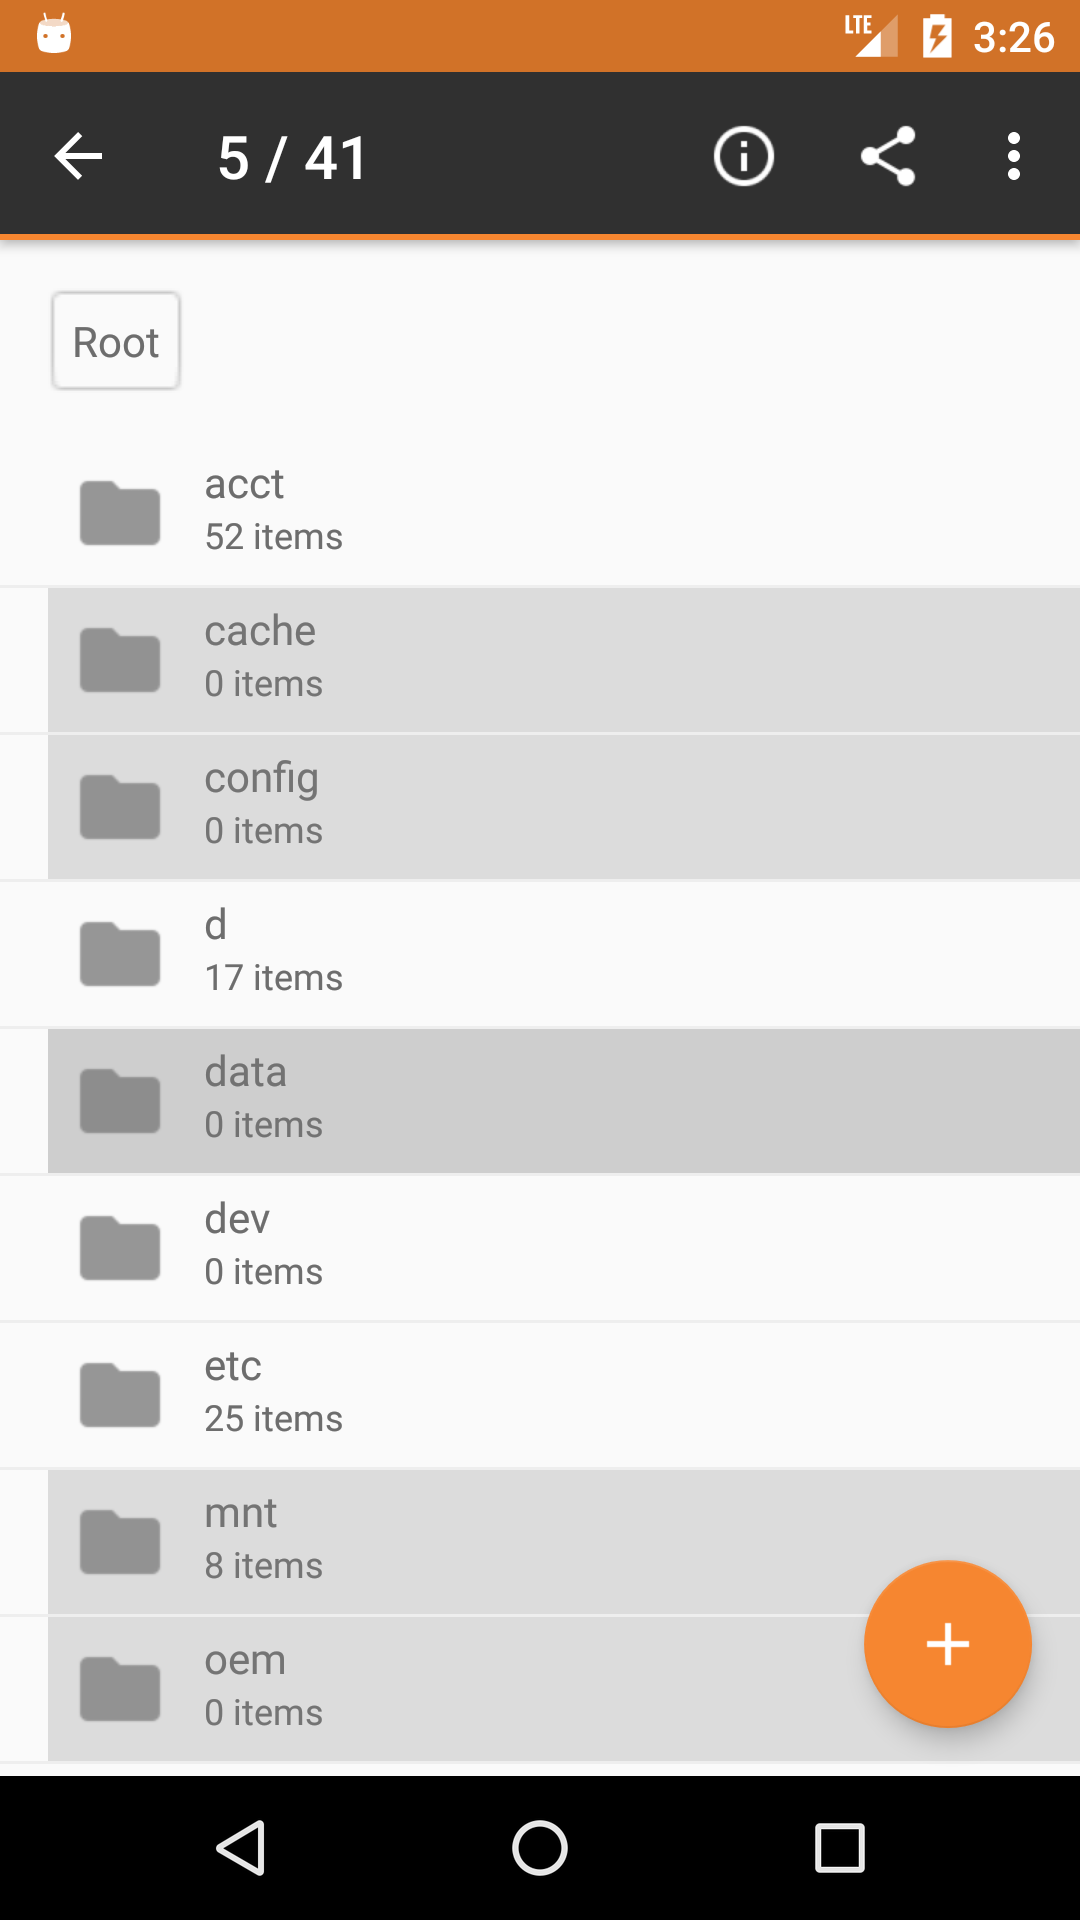 LTE 3:26
5 / 41
Root
acct
52 items
cache
0 items
config
0 items
d
17 items
data
0 items
dev
0 items
etc
25 items
mnt
8 items
oem
0 items